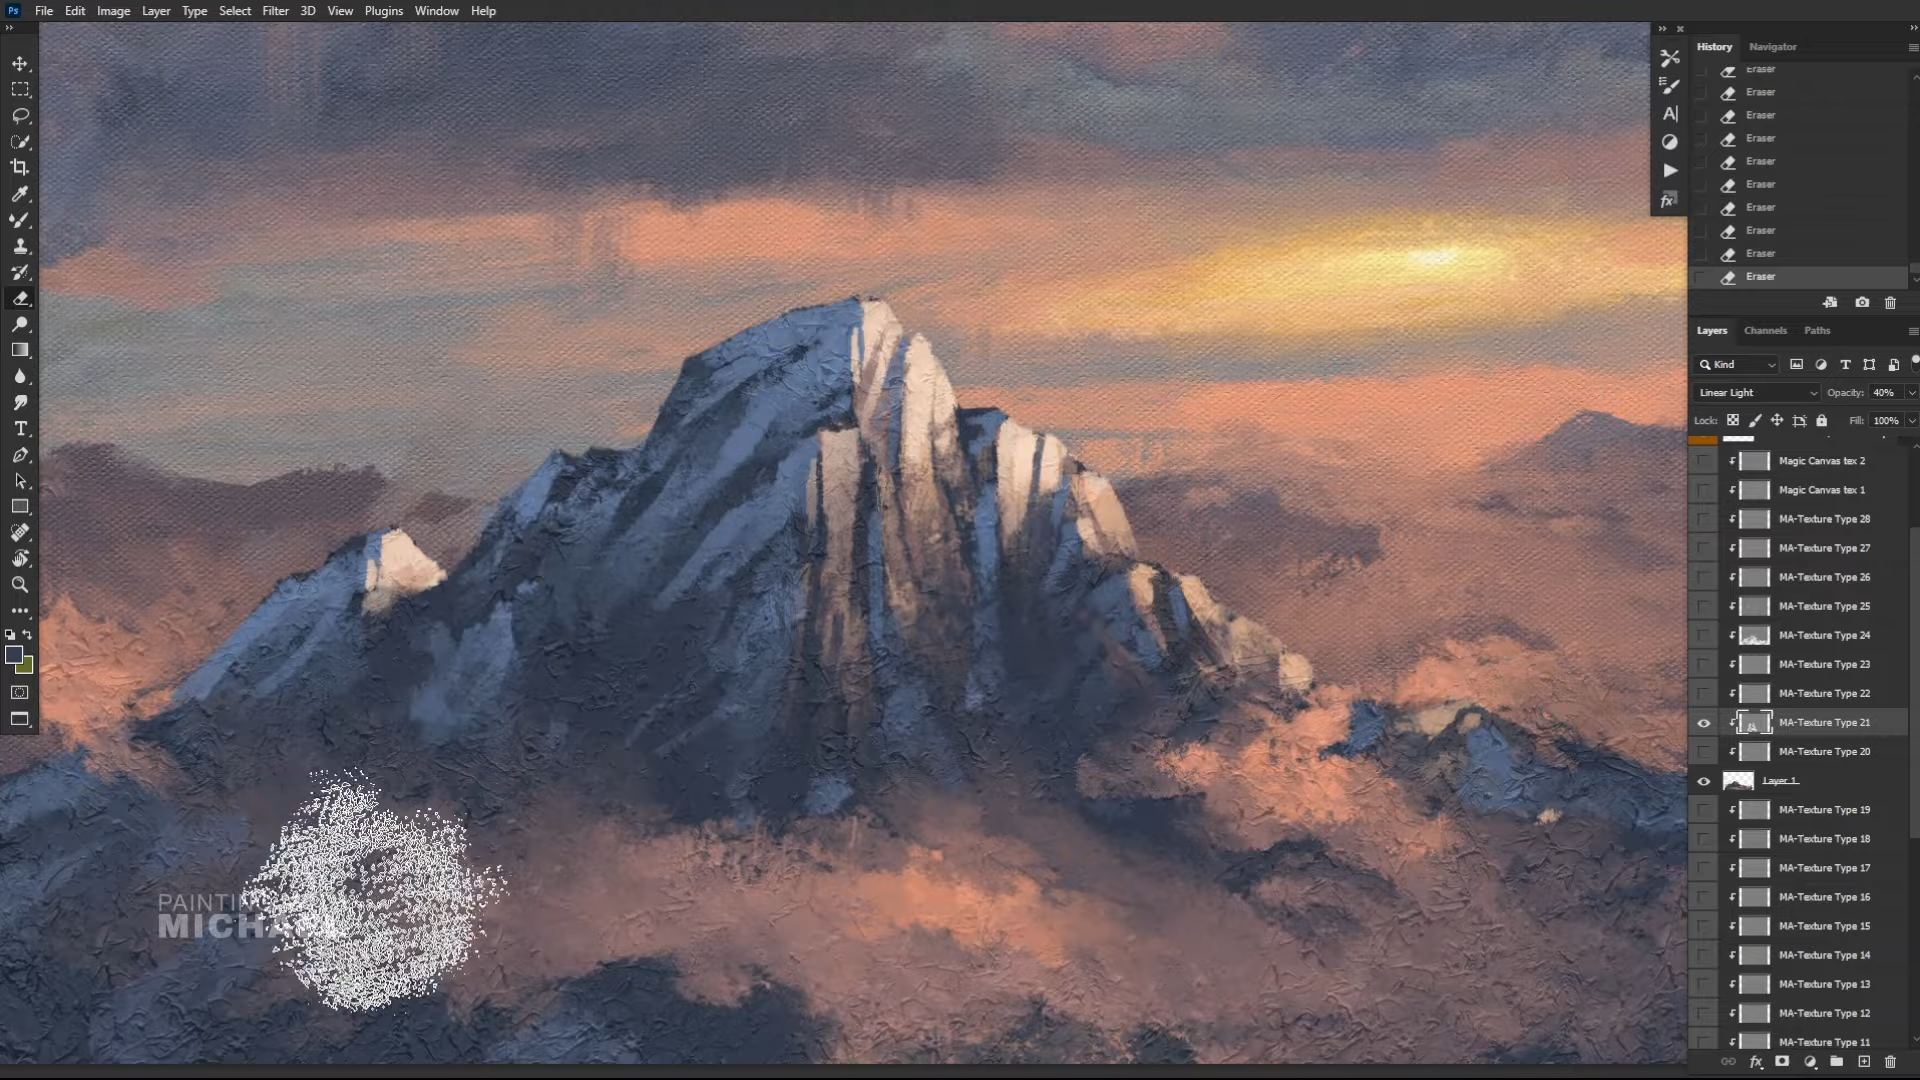 Ps File Edit Image Layer Type Select Filter 3D View Plugins Window Help
History Navigator
Eraser
Eraser
Eraser
Eraser
Eraser
Eraser
Eraser
Eraser
Eraser
Eraser
Layers Channels Paths
Kind
Linear Light Opacity: 40%
Lock: Fill: 100%
Magic Canvas tex 2
Magic Canvas tex 1
MA-Texture Type 28
MA-Texture Type 27
MA-Texture Type 26
MA-Texture Type 25
MA-Texture Type 24
MA-Texture Type 23
MA-Texture Type 22
MA-Texture Type 21
MA-Texture Type 20
Layer 1
MA-Texture Type 19
MA-Texture Type 18
MA-Texture Type 17
MA-Texture Type 16
MA-Texture Type 15
MA-Texture Type 14
MA-Texture Type 13
MA-Texture Type 12
MA-Texture Type 11